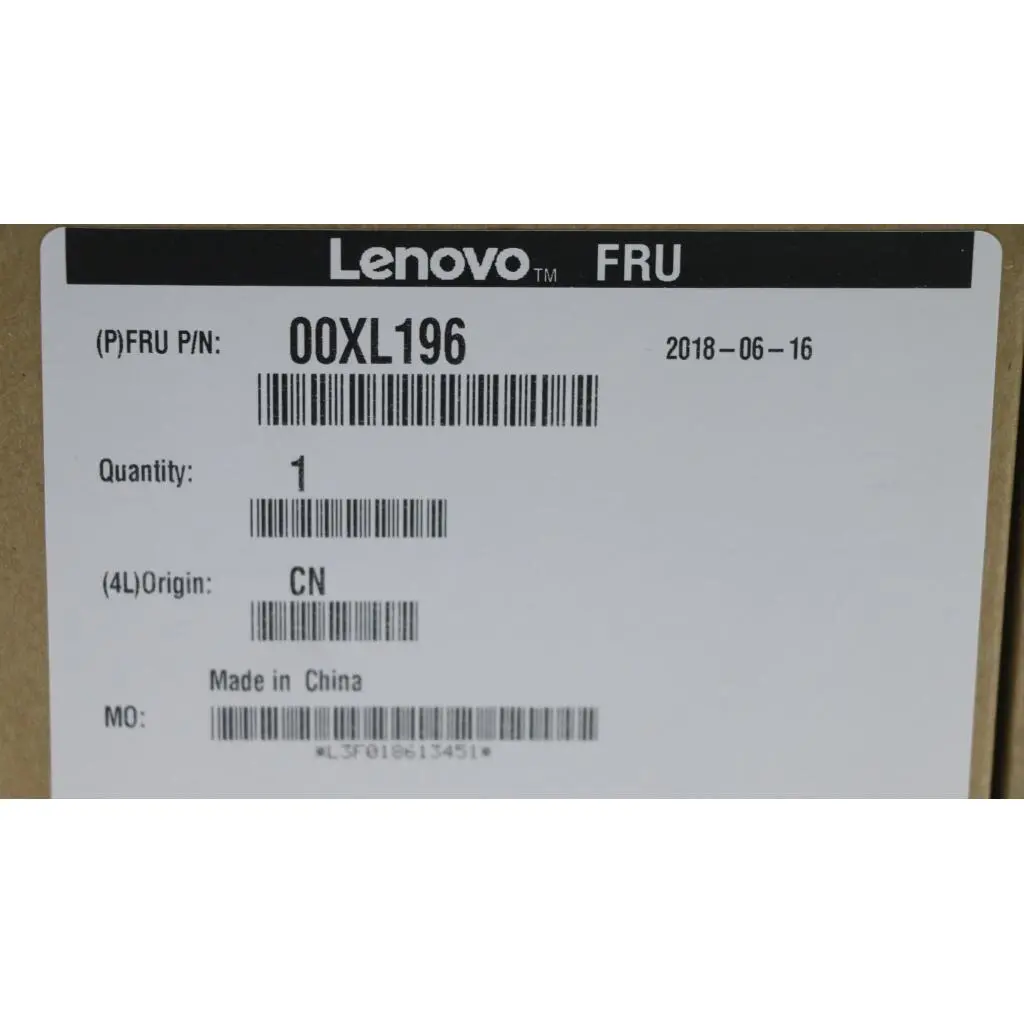 Lenovo™ FRU
(P)FRU P/N: 00XL196 2018-06-16
Quantity: 1
(4L)Origin: CN
Made in China
MO:
*L3F018613451*